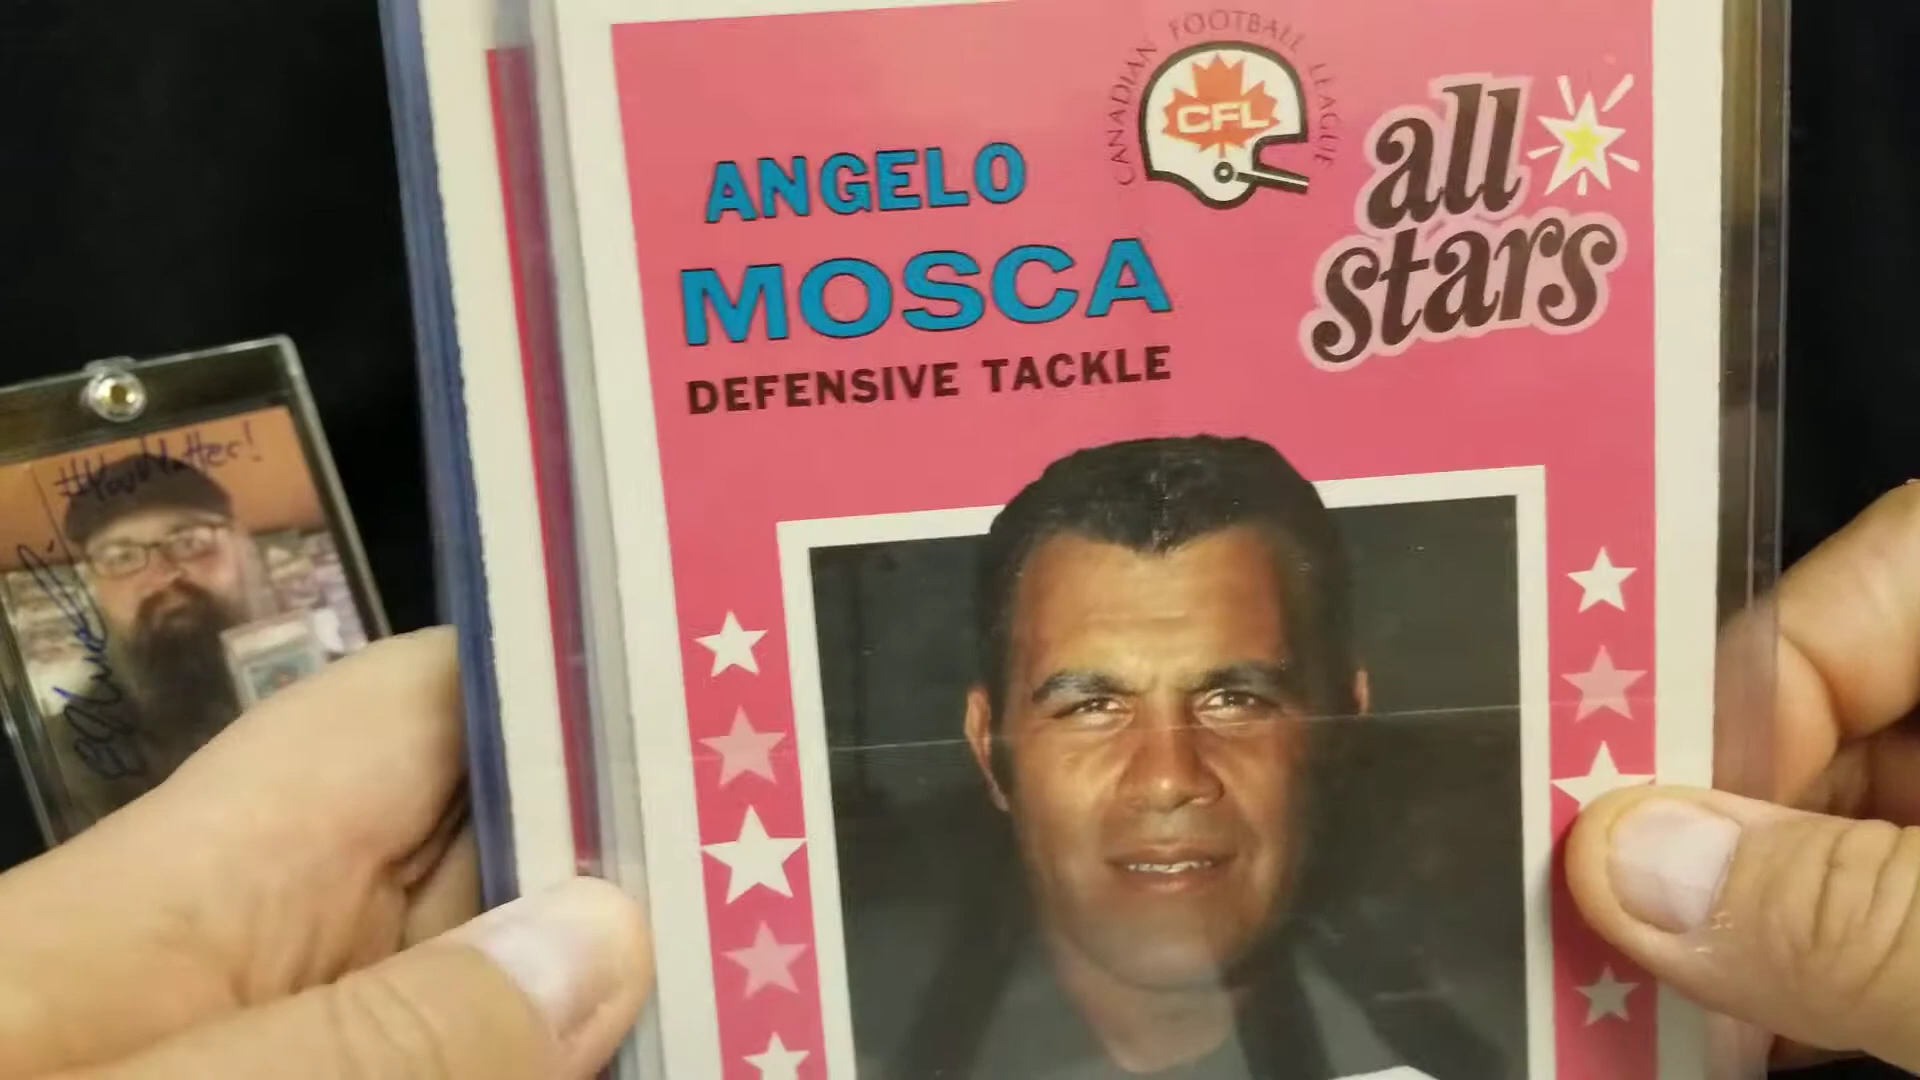 CANADIAN FOOTBALL LEAGUE
CFL
all
stars
ANGELO
MOSCA
DEFENSIVE TACKLE
#YouMatter!